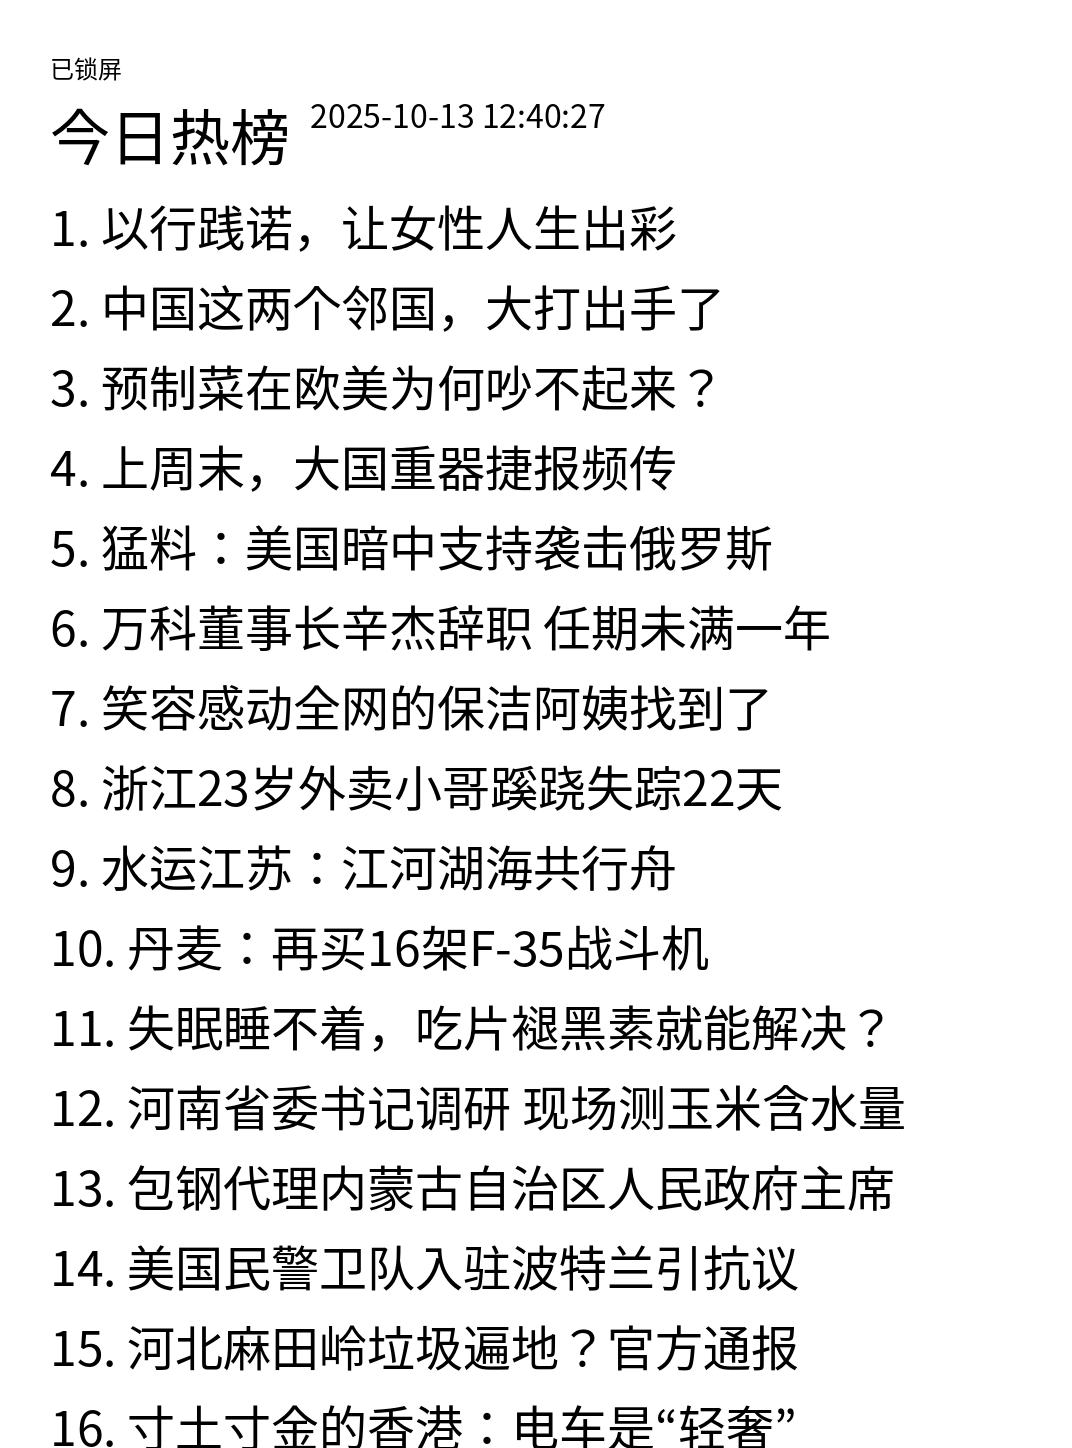 已锁屏
今日热榜 2025-10-13 12:40:27
1. 以行践诺，让女性人生出彩
2. 中国这两个邻国，大打出手了
3. 预制菜在欧美为何吵不起来？
4. 上周末，大国重器捷报频传
5. 猛料：美国暗中支持袭击俄罗斯
6. 万科董事长辛杰辞职 任期未满一年
7. 笑容感动全网的保洁阿姨找到了
8. 浙江23岁外卖小哥蹊跷失踪22天
9. 水运江苏：江河湖海共行舟
10. 丹麦：再买16架F-35战斗机
11. 失眠睡不着，吃片褪黑素就能解决？
12. 河南省委书记调研 现场测玉米含水量
13. 包钢代理内蒙古自治区人民政府主席
14. 美国民警卫队入驻波特兰引抗议
15. 河北麻田岭垃圾遍地？官方通报
16. 寸土寸金的香港：电车是“轻奢”